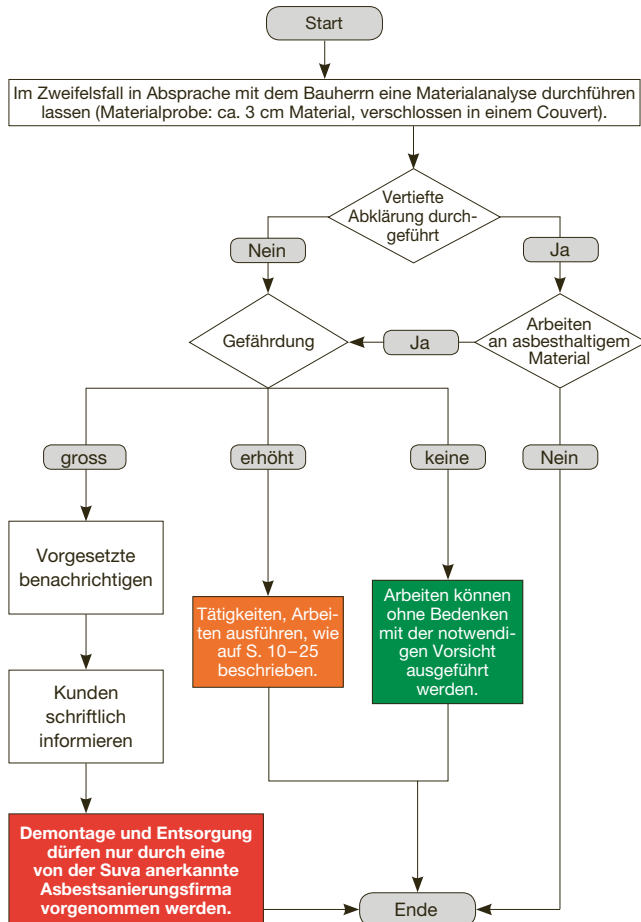 Start
Im Zweifelsfall in Absprache mit dem Bauherrn eine Materialanalyse durchführen
lassen (Materialprobe: ca. 3 cm Material, verschlossen in einem Couvert).
Vertiefte
Abklärung durch-
geführt
Nein
Ja
Gefährdung
Ja
Arbeiten
an asbesthaltigem
Material
gross
erhöht
keine
Nein
Vorgesetzte
benachrichtigen
Tätigkeiten, Arbei-
ten ausführen, wie
auf S. 10–25
beschrieben.
Arbeiten können
ohne Bedenken
mit der notwendi-
gen Vorsicht
ausgeführt
werden.
Kunden
schriftlich
informieren
Demontage und Entsorgung
dürfen nur durch eine
von der Suva anerkannte
Asbestsanierungsfirma
vorgenommen werden.
Ende